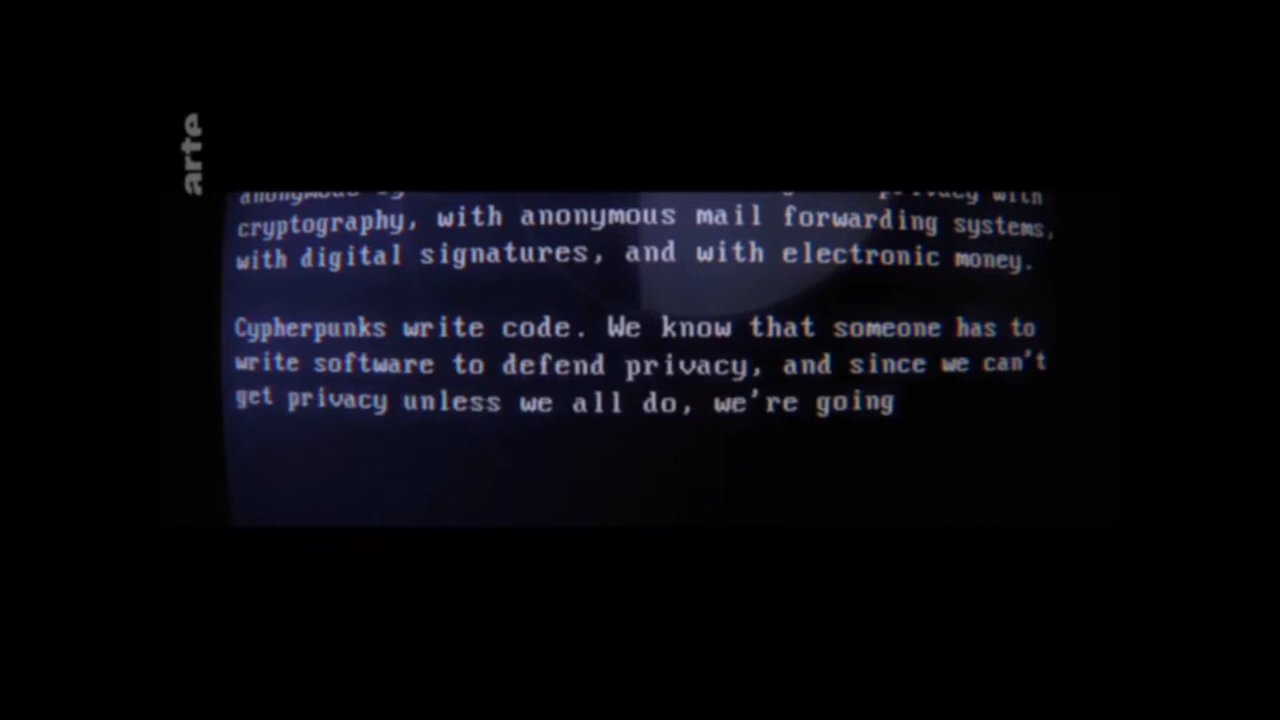 arte
privacy with
cryptography, with anonymous mail forwarding systems,
with digital signatures, and with electronic money.
Cypherpunks write code. We know that someone has to
write software to defend privacy, and since we can't
get privacy unless we all do, we're going